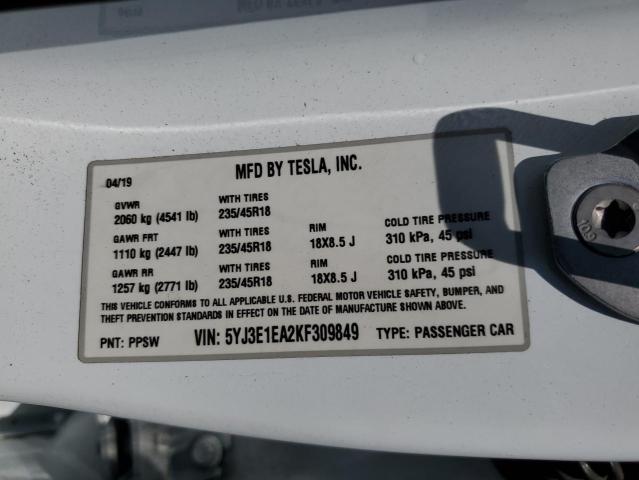 MFD BY TESLA, INC.
04/19
GVWR WITH TIRES
2060 kg (4541 lb) 235/45R18
GAWR FRT WITH TIRES RIM COLD TIRE PRESSURE
1110 kg (2447 lb) 235/45R18 18X8.5 J 310 kPa, 45 psi
GAWR RR WITH TIRES RIM COLD TIRE PRESSURE
1257 kg (2771 lb) 235/45R18 18X8.5 J 310 kPa, 45 psi
THIS VEHICLE CONFORMS TO ALL APPLICABLE U.S. FEDERAL MOTOR VEHICLE SAFETY, BUMPER, AND
THEFT PREVENTION STANDARDS IN EFFECT ON THE DATE OF MANUFACTURE SHOWN ABOVE.
PNT: PPSW VIN: 5YJ3E1EA2KF309849 TYPE: PASSENGER CAR